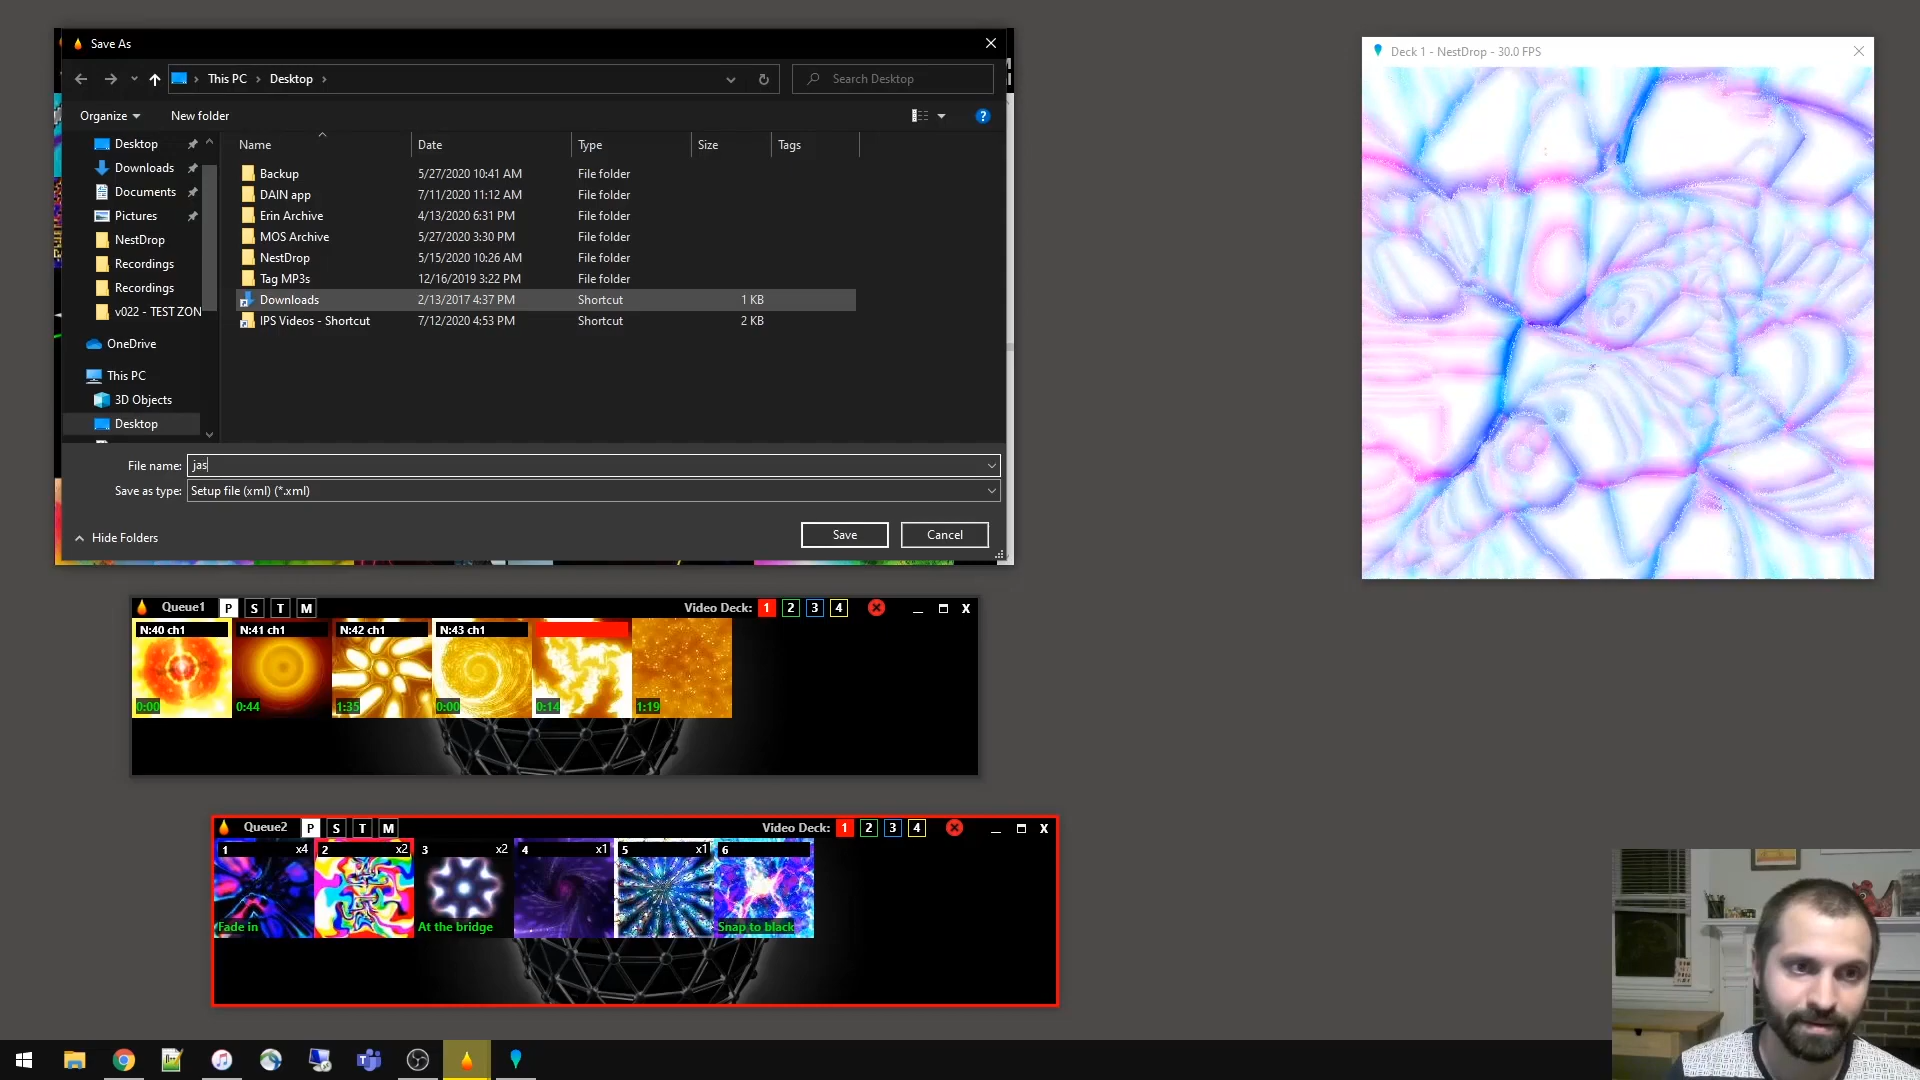 Save As
This PC > Desktop >
Search Desktop
Organize
New folder
Name
Date
Type
Size
Tags
Desktop
Downloads
Documents
Pictures
NestDrop
Recordings
Recordings
v022 - TEST ZON
OneDrive
This PC
3D Objects
Desktop
Backup 5/27/2020 10:41 AM File folder
DAIN app 7/11/2020 11:12 AM File folder
Erin Archive 4/13/2020 6:31 PM File folder
MOS Archive 5/27/2020 3:30 PM File folder
NestDrop 5/15/2020 10:26 AM File folder
Tag MP3s 12/16/2019 3:22 PM File folder
Downloads 2/13/2017 4:37 PM Shortcut 1 KB
IPS Videos - Shortcut 7/12/2020 4:53 PM Shortcut 2 KB
File name: jas
Save as type: Setup file (xml) (*.xml)
Hide Folders
Save
Cancel
Deck 1 - NestDrop - 30.0 FPS
Queue1 P S T M Video Deck: 1 2 3 4 X
N:40 ch1 N:41 ch1 N:42 ch1 N:43 ch1
0:00 0:44 1:35 0:00 0:14 1:19
Queue2 P S T M Video Deck: 1 2 3 4 X
1 x4 2 x2 3 x2 4 x1 5 x1 6
Fade in At the bridge Snap to black